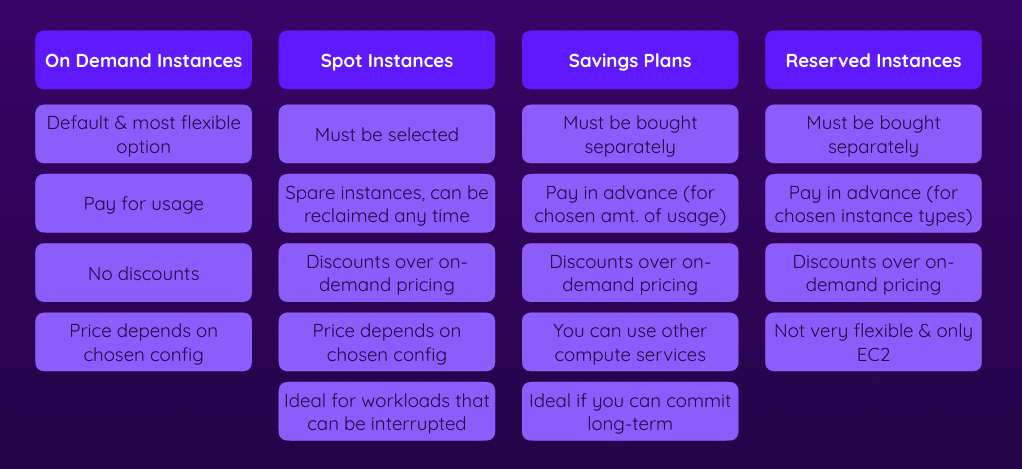 On Demand Instances
Default & most flexible
option
Pay for usage
No discounts
Price depends on
chosen config
Spot Instances
Must be selected
Spare instances, can be
reclaimed any time
Discounts over on-
demand pricing
Price depends on
chosen config
Ideal for workloads that
can be interrupted
Savings Plans
Must be bought
separately
Pay in advance (for
chosen amt. of usage)
Discounts over on-
demand pricing
You can use other
compute services
Ideal if you can commit
long-term
Reserved Instances
Must be bought
separately
Pay in advance (for
chosen instance types)
Discounts over on-
demand pricing
Not very flexible & only
EC2